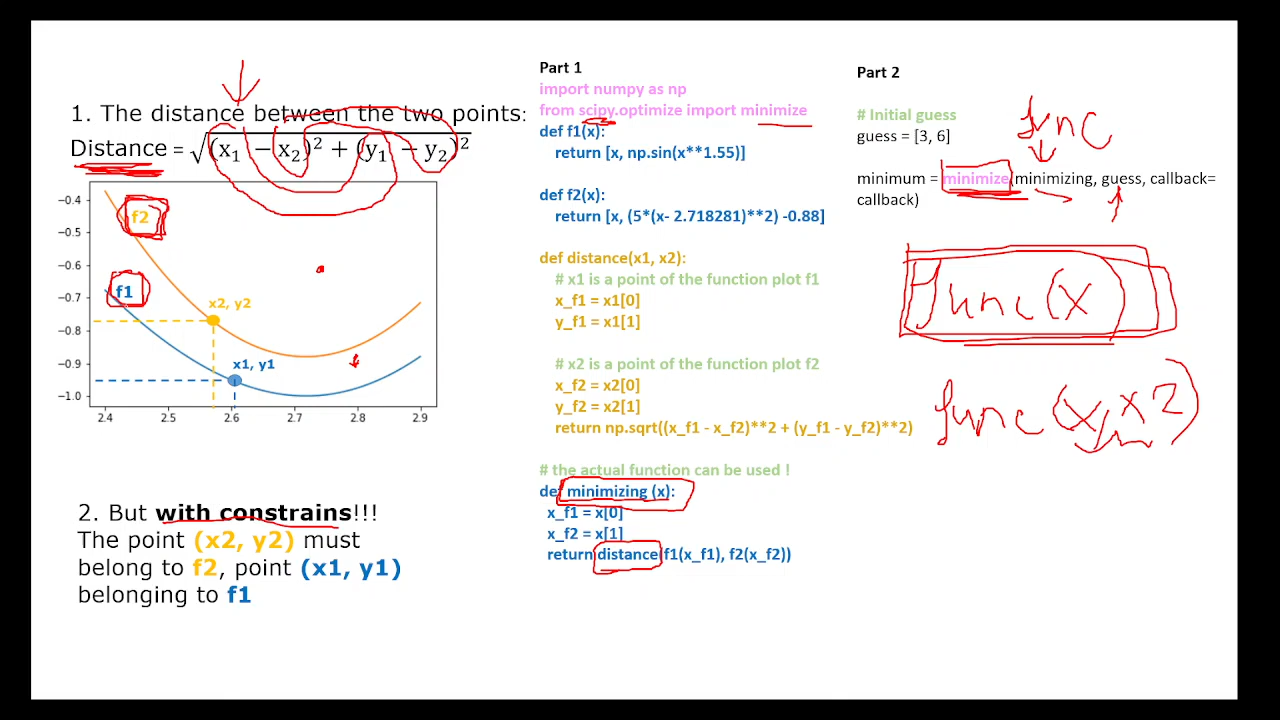 1. The distance between the two points:
Distance = √(x₁ − x₂)² + (y₁ − y₂)²
f2
f1
x2, y2
x1, y1
−0.4
−0.5
−0.6
−0.7
−0.8
−0.9
−1.0
2.4 2.5 2.6 2.7 2.8 2.9
2. But with constrains!!!
The point (x2, y2) must
belong to f2, point (x1, y1)
belonging to f1
Part 1
import numpy as np
from scipy.optimize import minimize
def f1(x):
return [x, np.sin(x**1.55)]
def f2(x):
return [x, (5*(x- 2.718281)**2) -0.88]
def distance(x1, x2):
# x1 is a point of the function plot f1
x_f1 = x1[0]
y_f1 = x1[1]
# x2 is a point of the function plot f2
x_f2 = x2[0]
y_f2 = x2[1]
return np.sqrt((x_f1 - x_f2)**2 + (y_f1 - y_f2)**2)
# the actual function can be used !
def minimizing (x):
x_f1 = x[0]
x_f2 = x[1]
return distance(f1(x_f1), f2(x_f2))
Part 2
# Initial guess
guess = [3, 6]
func
minimum = minimize(minimizing, guess, callback=
callback)
func(x)
func(x, x2)